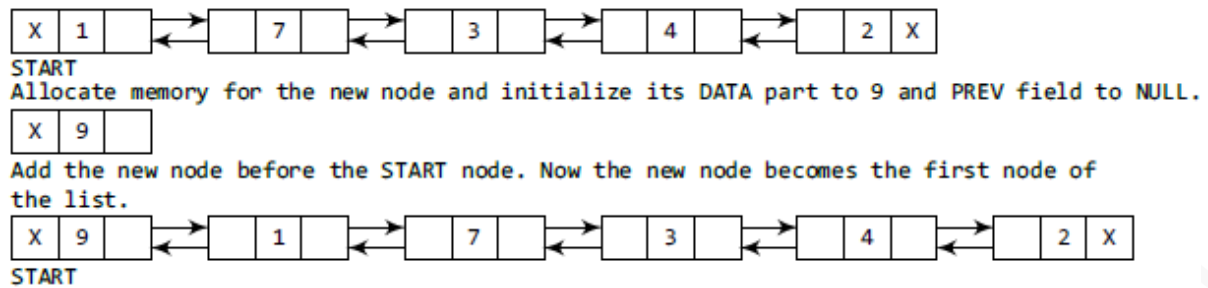 X 1 7 3 4 2 X
START
Allocate memory for the new node and initialize its DATA part to 9 and PREV field to NULL.
X 9
Add the new node before the START node. Now the new node becomes the first node of
the list.
X 9 1 7 3 4 2 X
START